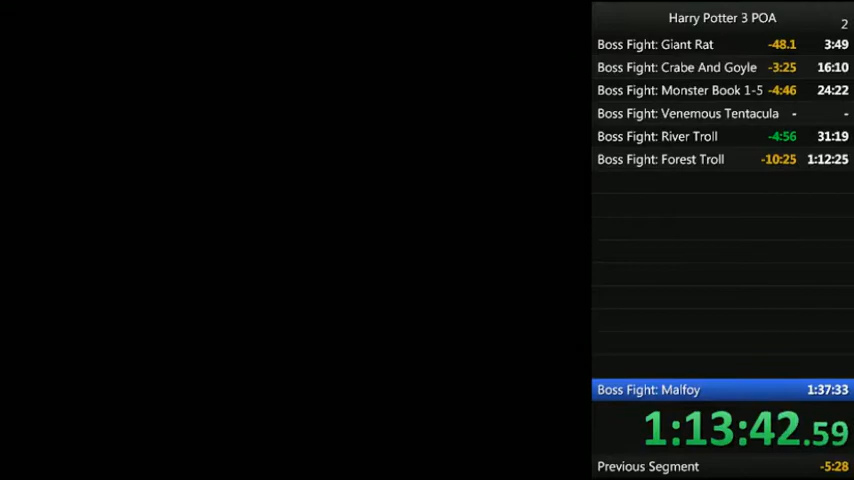 Harry Potter 3 POA
2
Boss Fight: Giant Rat -48.1 3:49
Boss Fight: Crabe And Goyle -3:25 16:10
Boss Fight: Monster Book 1-5 -4:46 24:22
Boss Fight: Venemous Tentacula - -
Boss Fight: River Troll -4:56 31:19
Boss Fight: Forest Troll -10:25 1:12:25
Boss Fight: Malfoy 1:37:33
1:13:42.59
Previous Segment -5:28